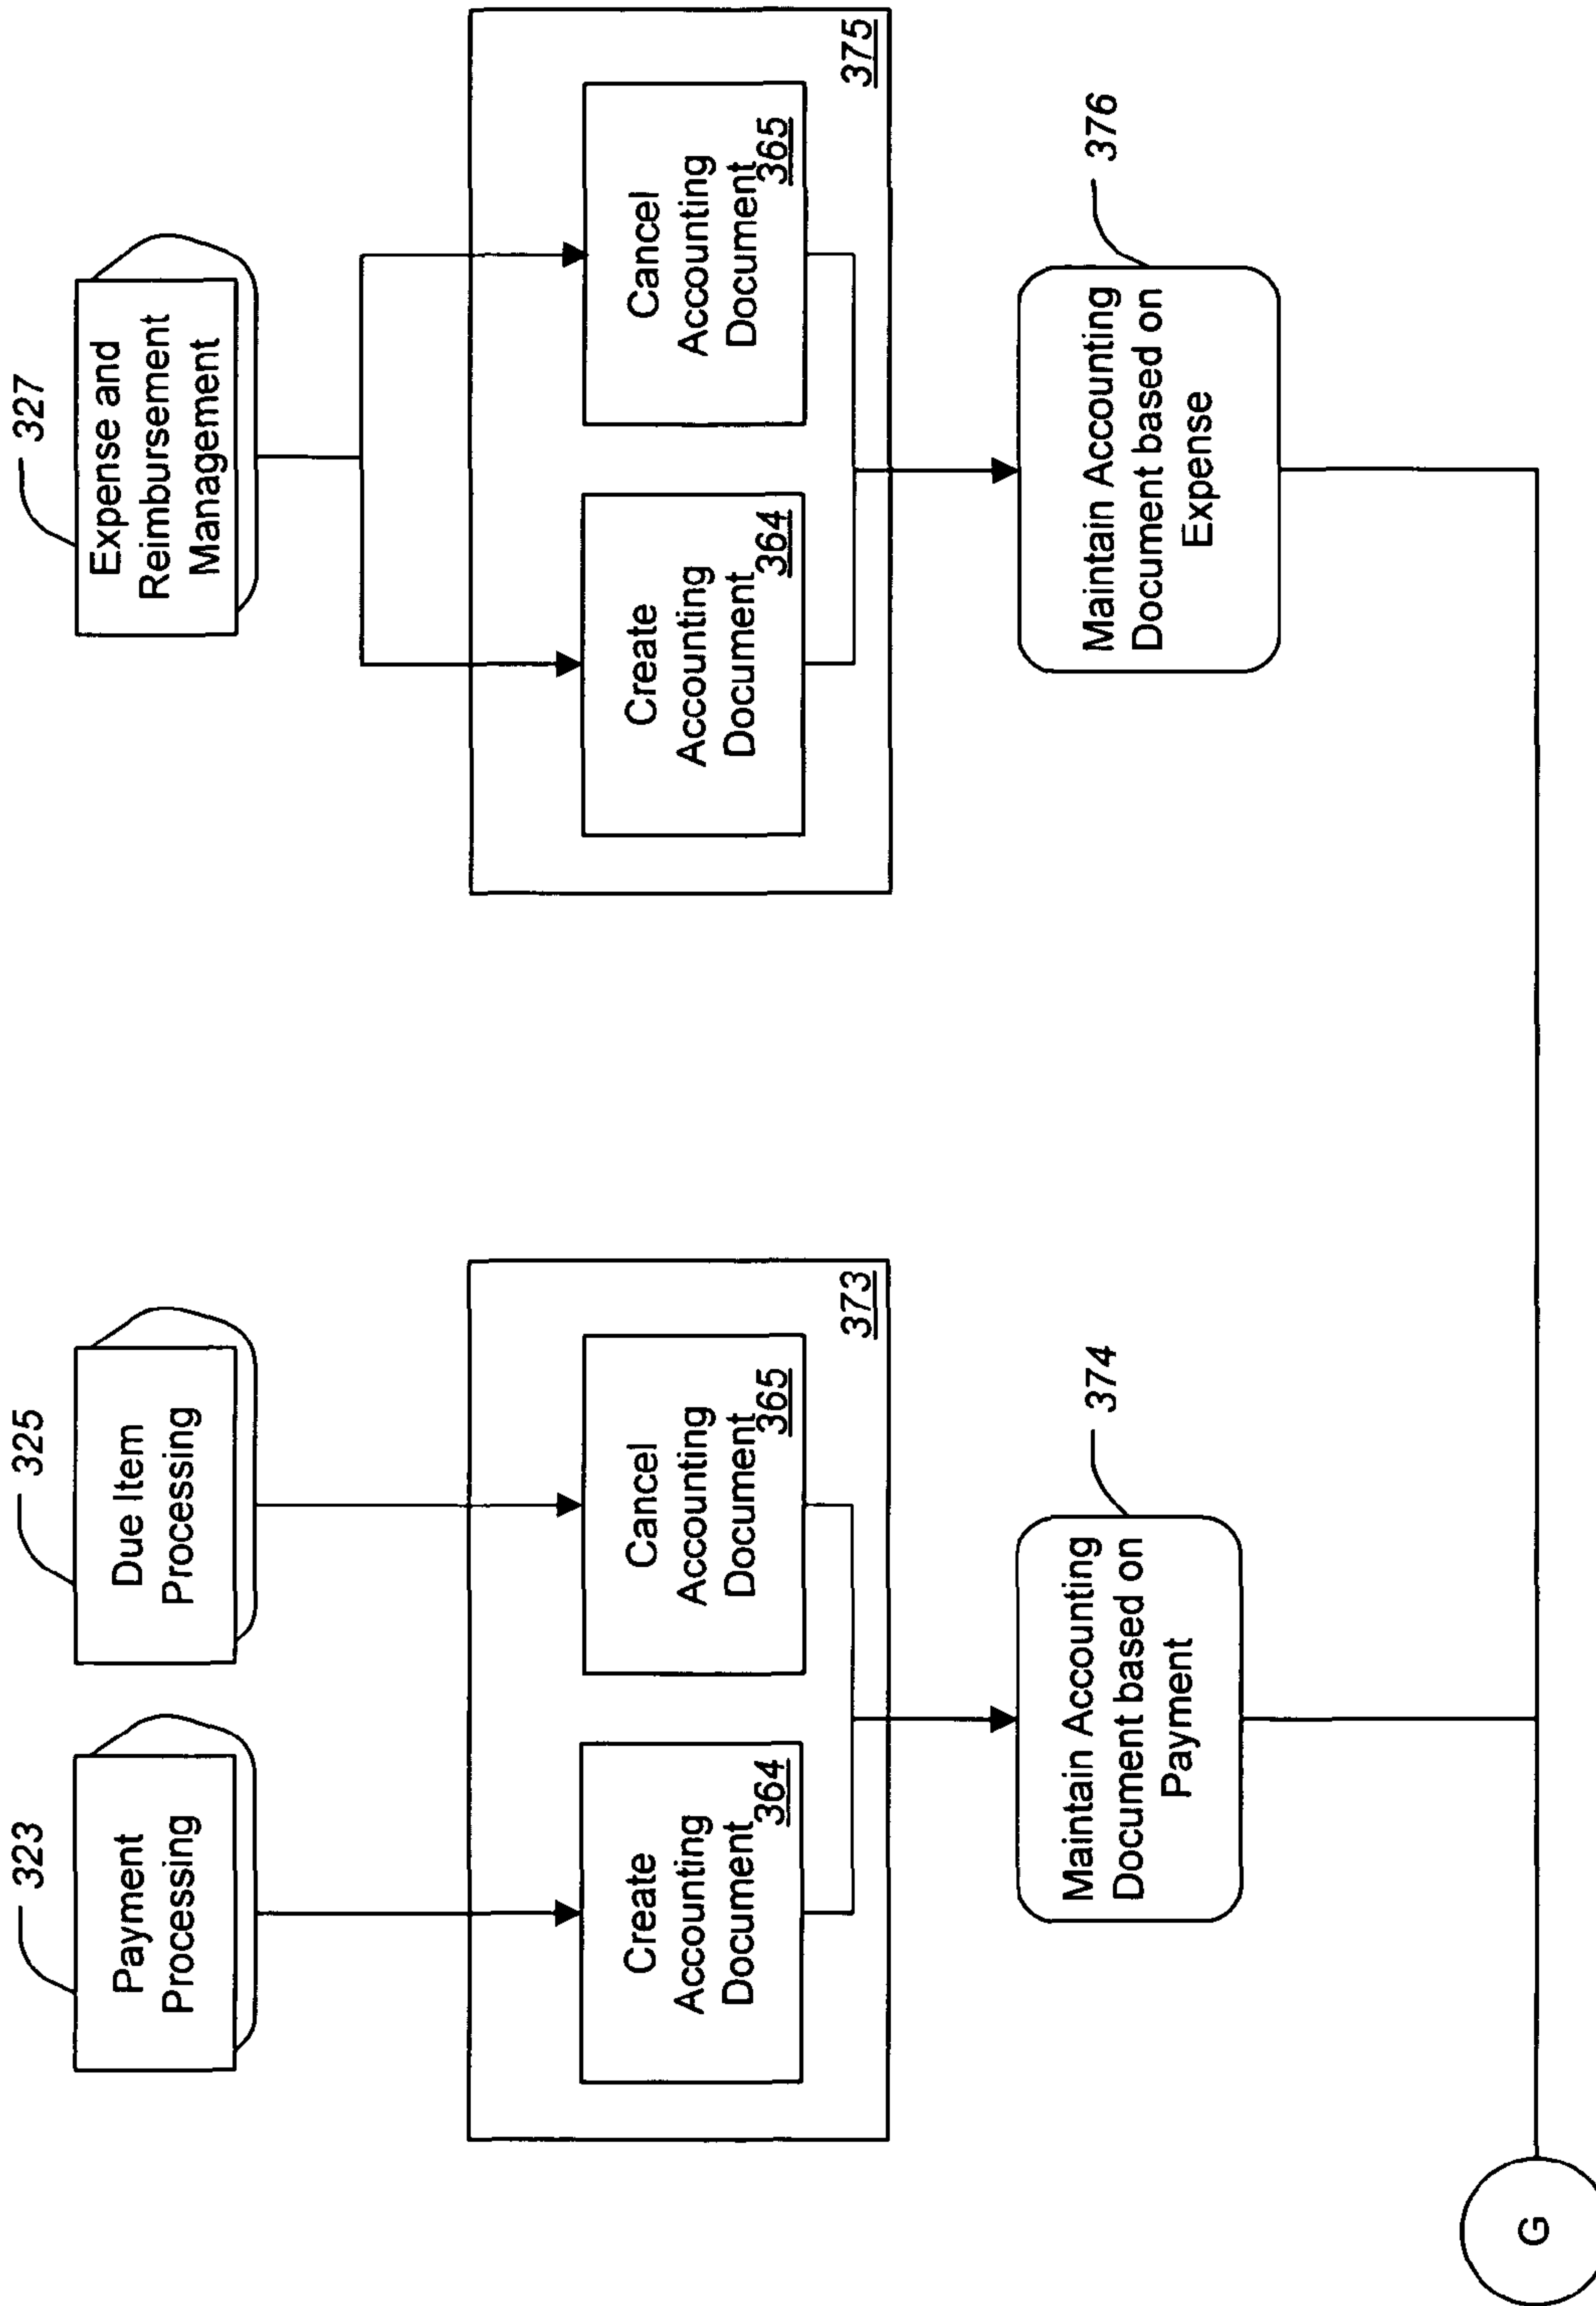 323
Payment
Processing
325
Due Item
Processing
327
Expense and
Reimbursement
Management
Create
Accounting
Document
364
Cancel
Accounting
Document
365
373
Create
Accounting
Document
364
Cancel
Accounting
Document
365
375
Maintain Accounting
Document based on
Payment
374
Maintain Accounting
Document based on
Expense
376
G